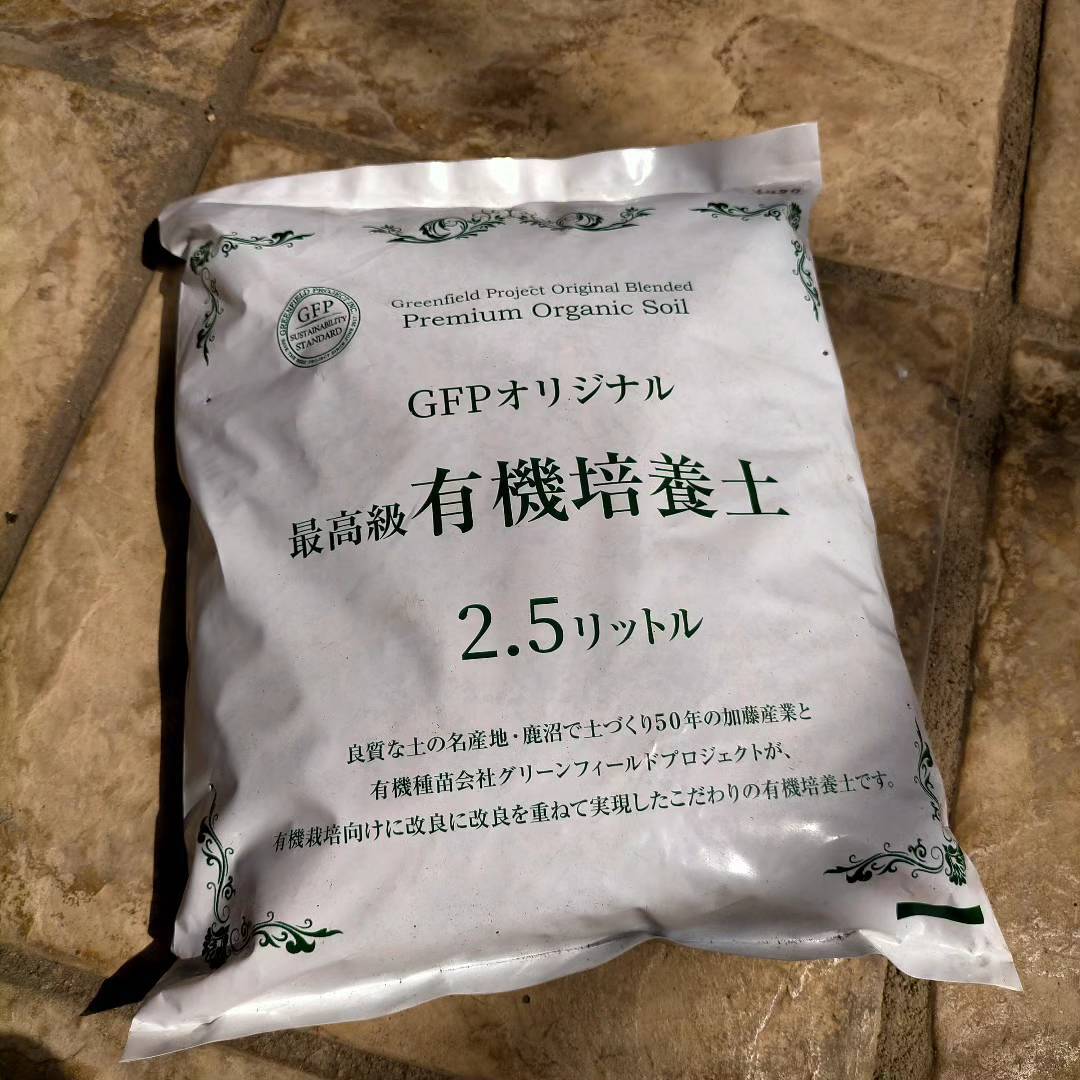 Greenfield Project Original Blended
Premium Organic Soil
GREENFIELD PROJECT INC.
GFP
SUSTAINABILITY
STANDARD
GFPオリジナル
最高級有機培養土
2.5リットル
良質な土の名産地・鹿沼で土づくり50年の加藤産業と
有機種苗会社グリーンフィールドプロジェクトが、
有機栽培向けに改良に改良を重ねて実現したこだわりの有機培養土です。